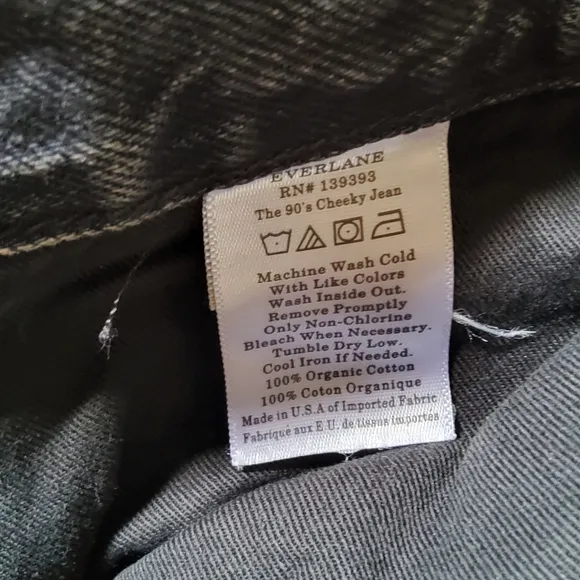 EVERLANE
RN# 139393
The 90's Cheeky Jean
Machine Wash Cold
With Like Colors
Wash Inside Out.
Remove Promptly
Only Non-Chlorine
Bleach When Necessary.
Tumble Dry Low.
Cool Iron If Needed.
100% Organic Cotton
100% Coton Organique
Made in U.S.A of Imported Fabric
Fabriqué aux E.U. de tissus importes